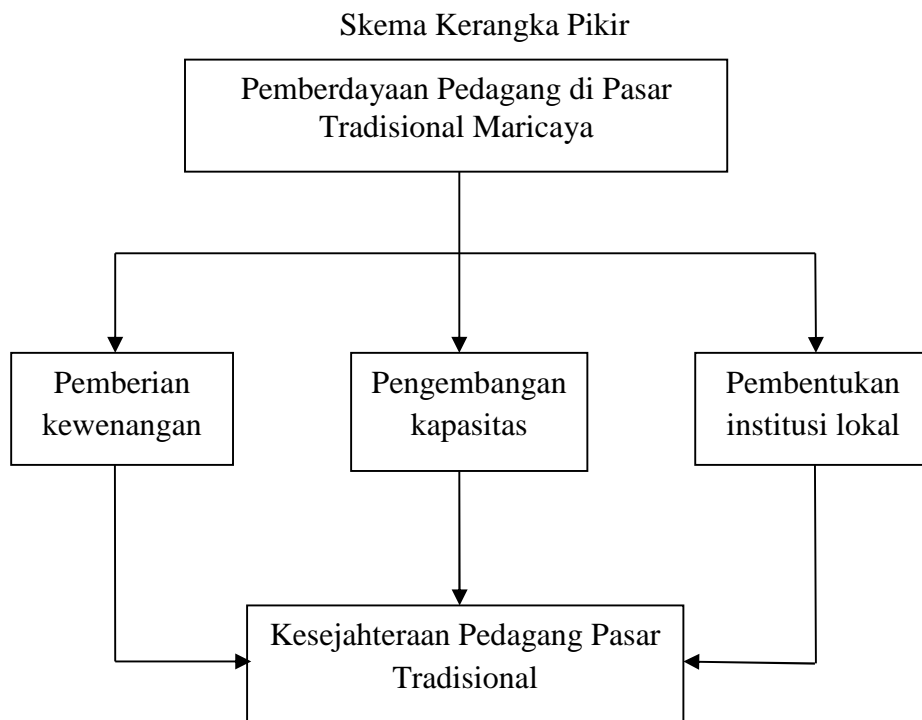 Skema Kerangka Pikir
Pemberdayaan Pedagang di Pasar
Tradisional Maricaya
Pemberian
kewenangan
Pengembangan
kapasitas
Pembentukan
institusi lokal
Kesejahteraan Pedagang Pasar
Tradisional